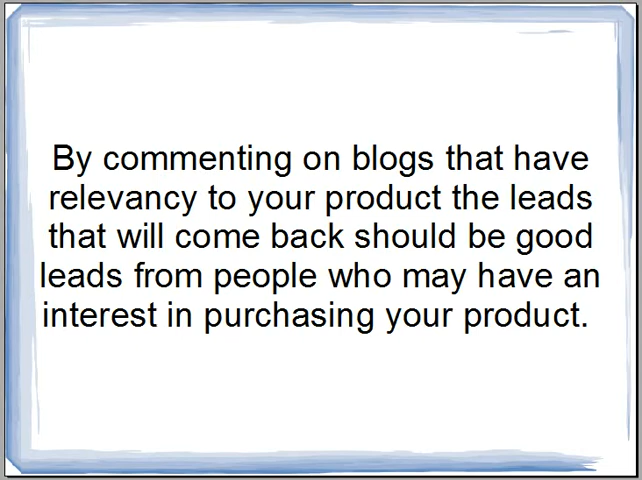 By commenting on blogs that have
relevancy to your product the leads
that will come back should be good
leads from people who may have an
interest in purchasing your product.